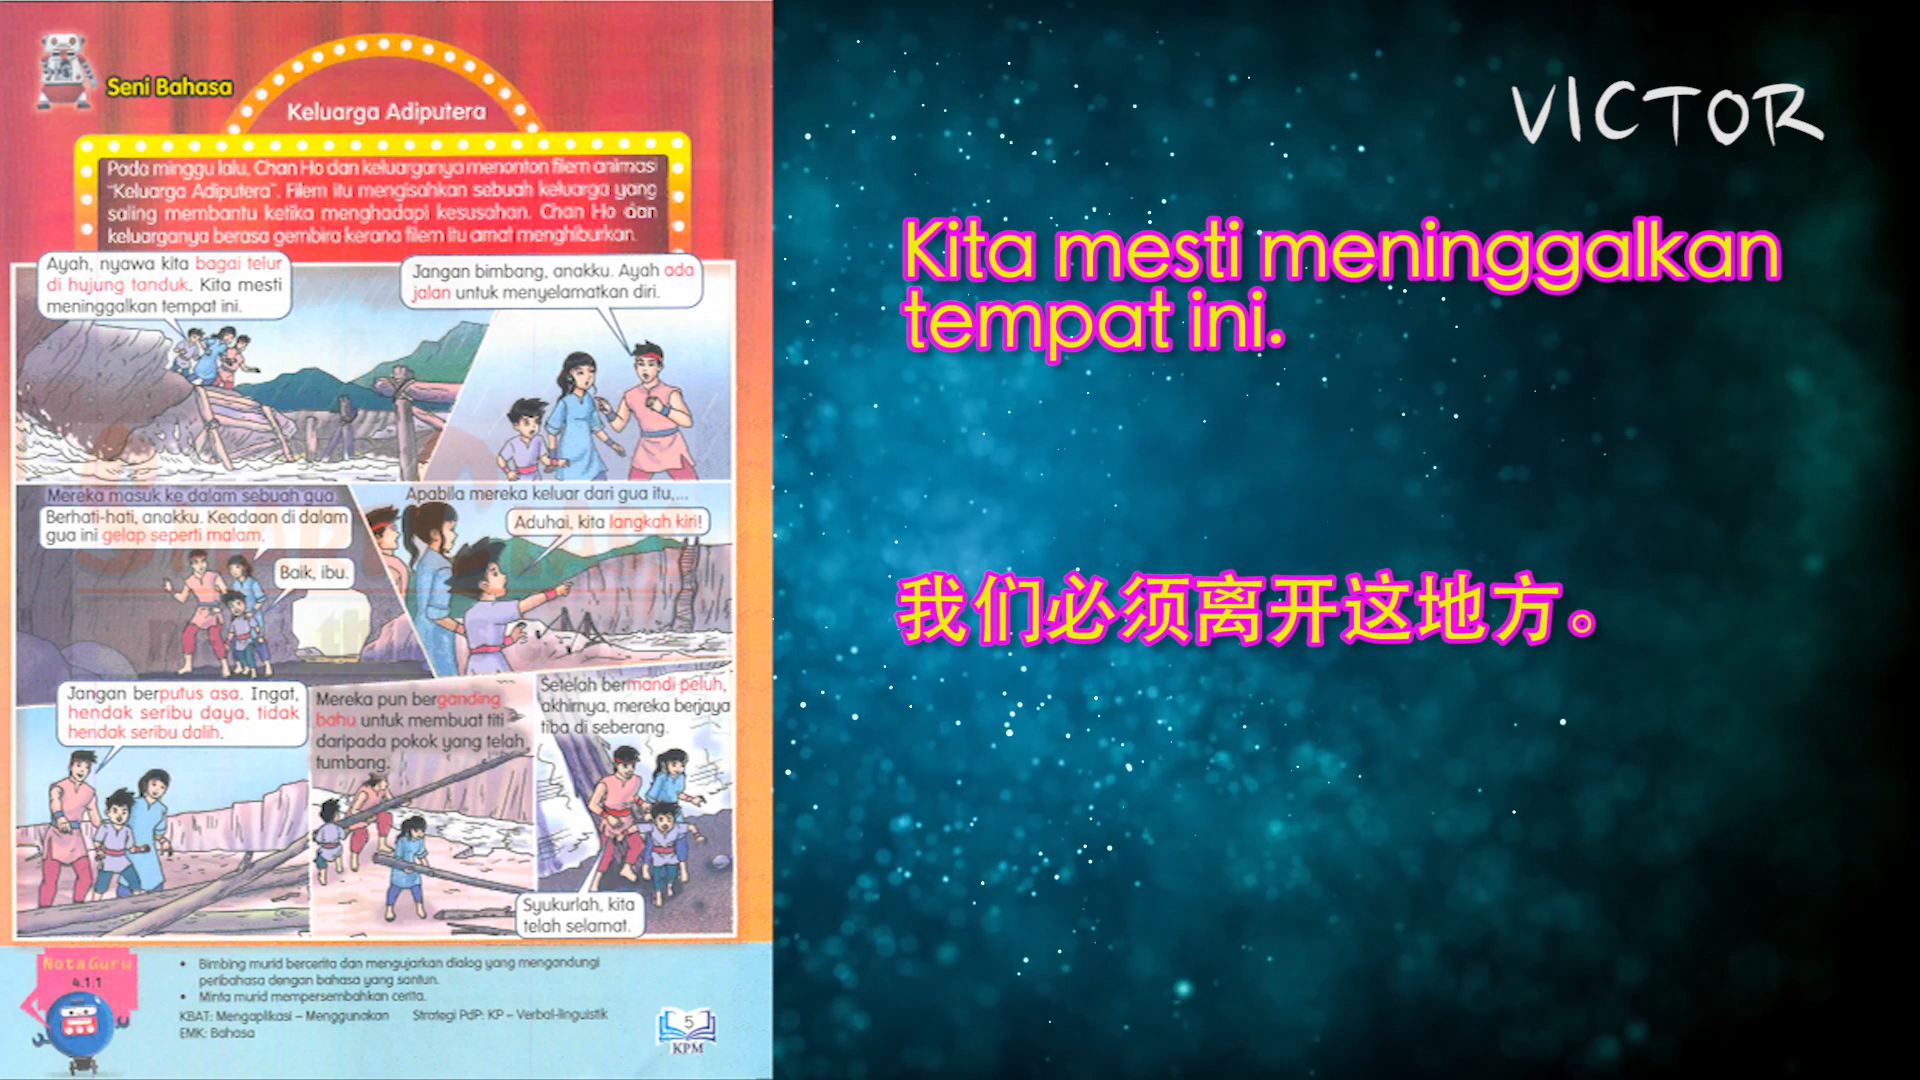 Seni Bahasa
Keluarga Adiputera
Pada minggu lalu, Chan Ho dan keluarganya menonton filem animasi
"Keluarga Adiputera". Filem itu mengisahkan sebuah keluarga yang
saling membantu ketika menghadapi kesusahan. Chan Ho dan
keluarganya berasa gembira kerana filem itu amat menghiburkan.
Ayah, nyawa kita bagai telur
di hujung tanduk. Kita mesti
meninggalkan tempat ini.
Jangan bimbang, anakku. Ayah ada
jalan untuk menyelamatkan diri.
Mereka masuk ke dalam sebuah gua.
Berhati-hati, anakku. Keadaan di dalam
gua ini gelap seperti malam.
Baik, ibu.
Apabila mereka keluar dari gua itu,...
Aduhai, kita langkah kiri!
Jangan berputus asa. Ingat,
hendak seribu daya, tidak
hendak seribu dalih.
Mereka pun berganding
bahu untuk membuat titi
daripada pokok yang telah
tumbang.
Setelah bermandi peluh,
akhirnya, mereka berjaya
tiba di seberang.
Syukurlah, kita
telah selamat.
Nota Guru
4.1.1
• Bimbing murid bercerita dan mengujarkan dialog yang mengandungi
peribahasa dengan bahasa yang santun.
• Minta murid mempersembahkan cerita.
KBAT: Mengaplikasi – Menggunakan Strategi PdP: KP – Verbal-linguistik
EMK: Bahasa
5
KPM
VICTOR
Kita mesti meninggalkan
tempat ini.
我们必须离开这地方。